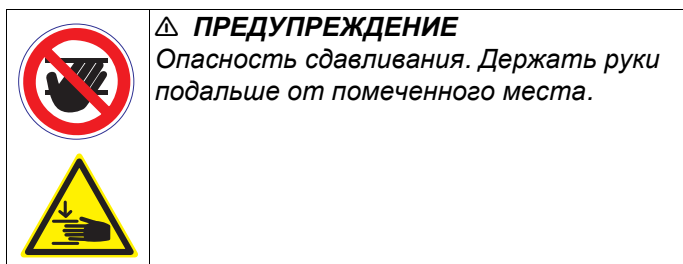 ⚠ ПРЕДУПРЕЖДЕНИЕ
Опасность сдавливания. Держать руки
подальше от помеченного места.